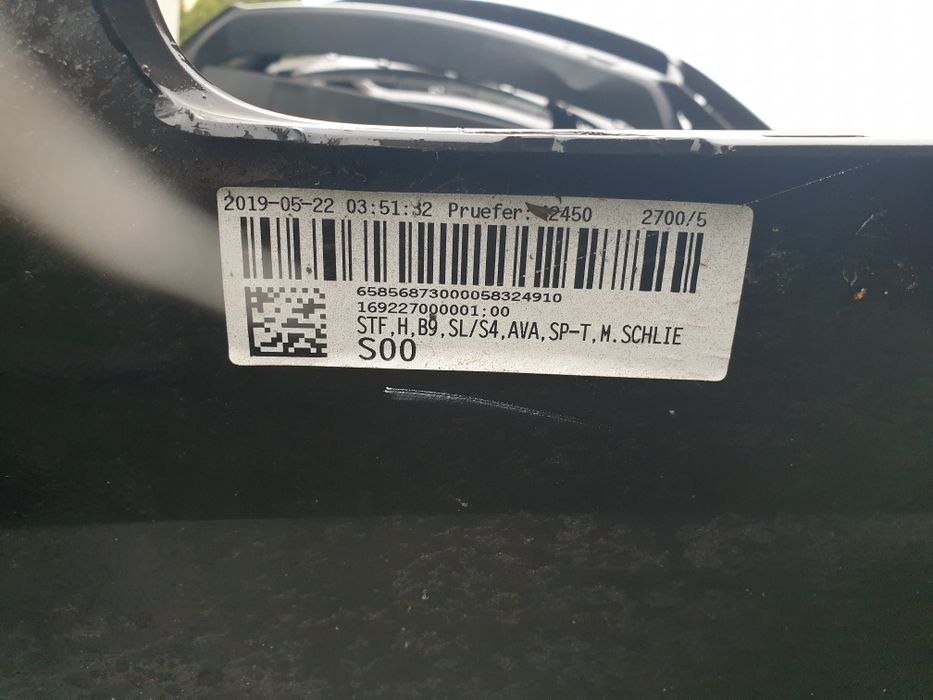 2019-05-22 03:51:32 Pruefer: 2450 2700/5
65856873000058324910
169227000001;00
STF,H,B9,SL/S4,AVA,SP-T,M.SCHLIE
S00